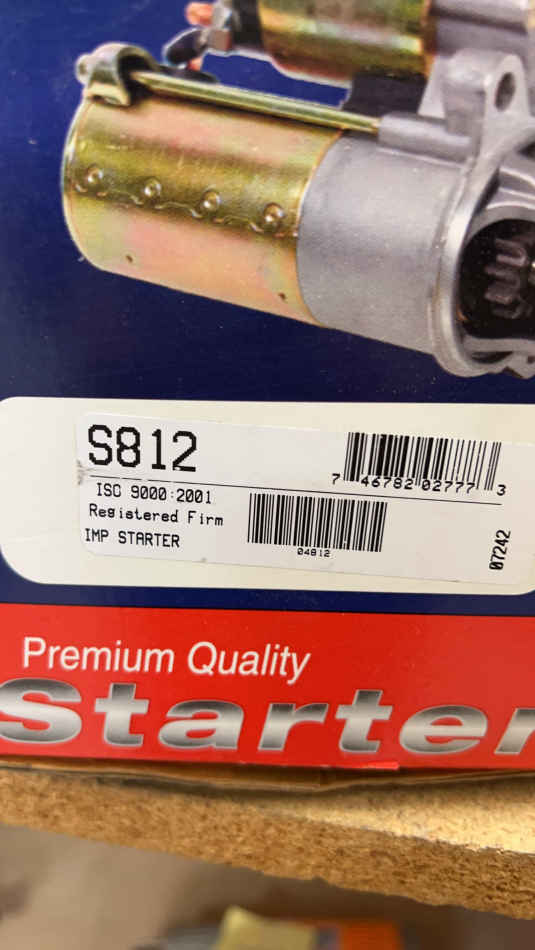 S812
7 46782 02777 3
ISO 9000:2001
Registered Firm
IMP STARTER
04812
07242
Premium Quality
Starter